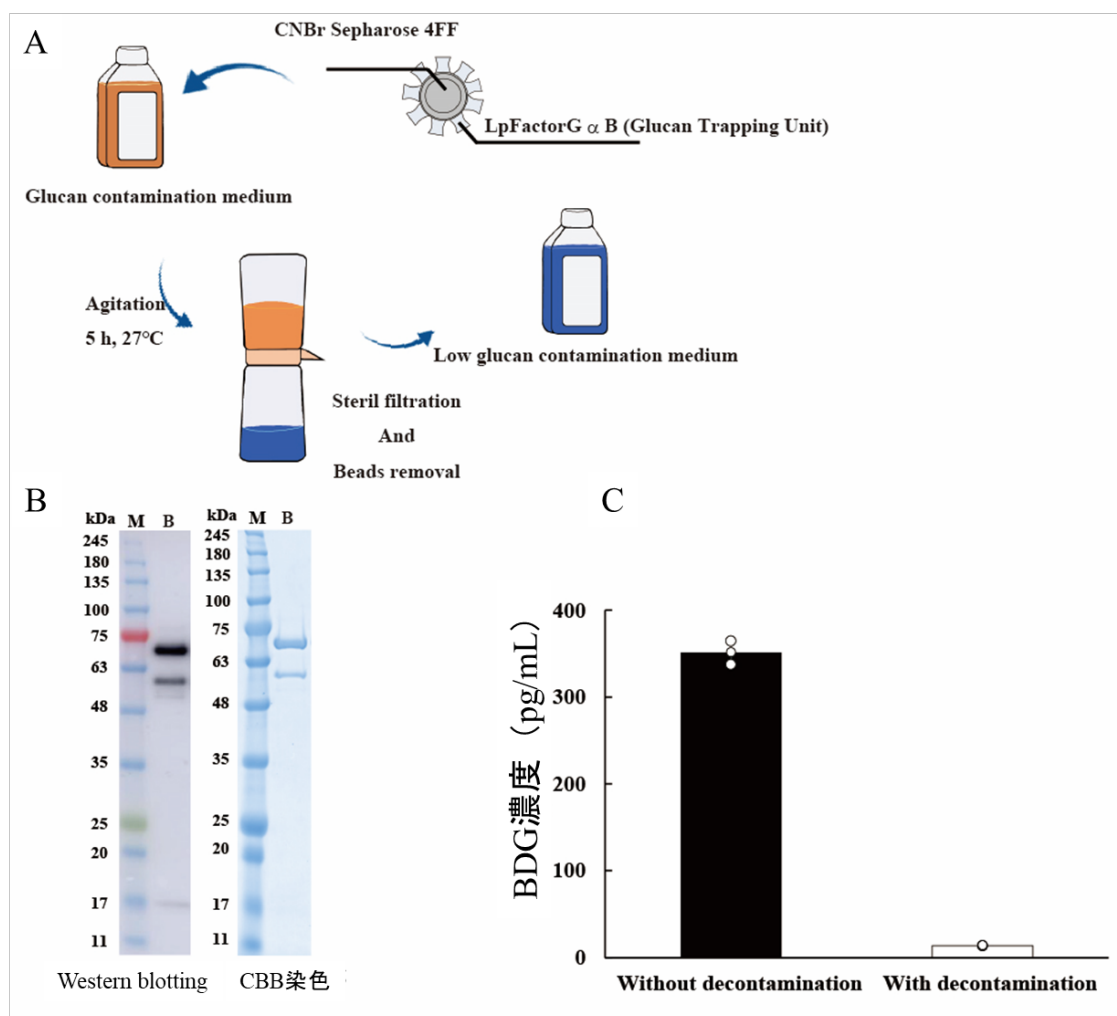 A
CNBr Sepharose 4FF
LpFactorG α B (Glucan Trapping Unit)
Glucan contamination medium
Agitation
5 h, 27℃
Low glucan contamination medium
Steril filtration
And
Beads removal
B
kDa M B
245
180
135
100
75
63
48
35
25
20
17
11
Western blotting
kDa M B
245
180
135
100
75
63
48
35
25
20
17
11
CBB染色
C
BDG濃度 （pg/mL）
400
300
200
100
0
Without decontamination
With decontamination